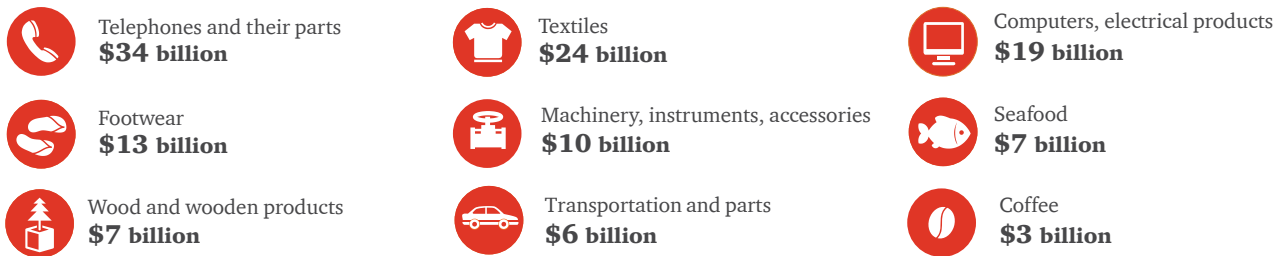 Telephones and their parts
$34 billion
Textiles
$24 billion
Computers, electrical products
$19 billion
Footwear
$13 billion
Machinery, instruments, accessories
$10 billion
Seafood
$7 billion
Wood and wooden products
$7 billion
Transportation and parts
$6 billion
Coffee
$3 billion